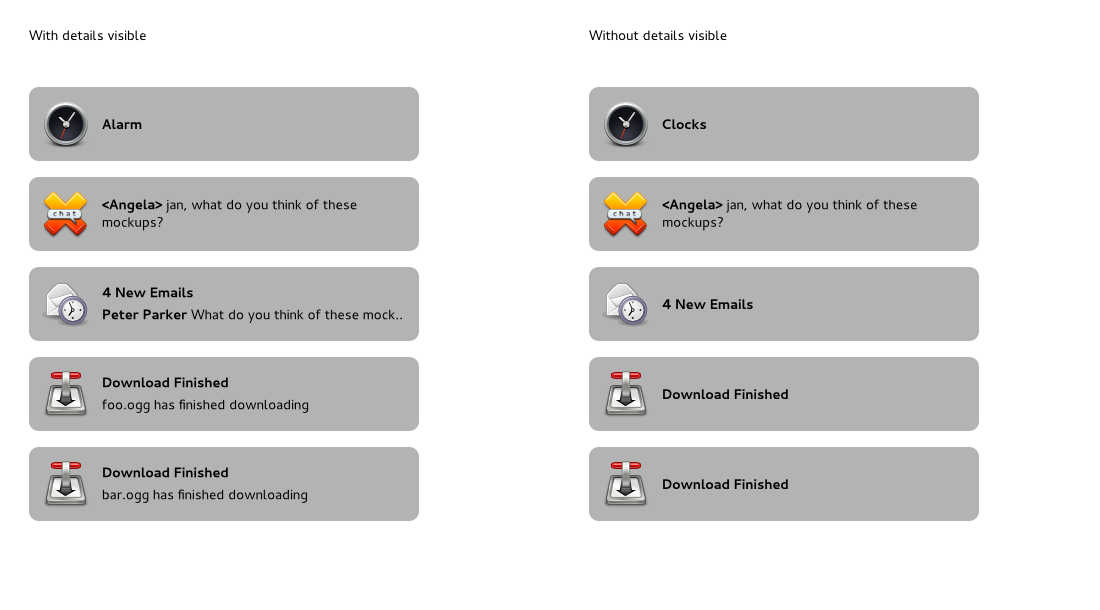 With details visible
Alarm
chat
<Angela> jan, what do you think of these
mockups?
4 New Emails
Peter Parker What do you think of these mock..
Download Finished
foo.ogg has finished downloading
Download Finished
bar.ogg has finished downloading
Without details visible
Clocks
chat
<Angela> jan, what do you think of these
mockups?
4 New Emails
Download Finished
Download Finished